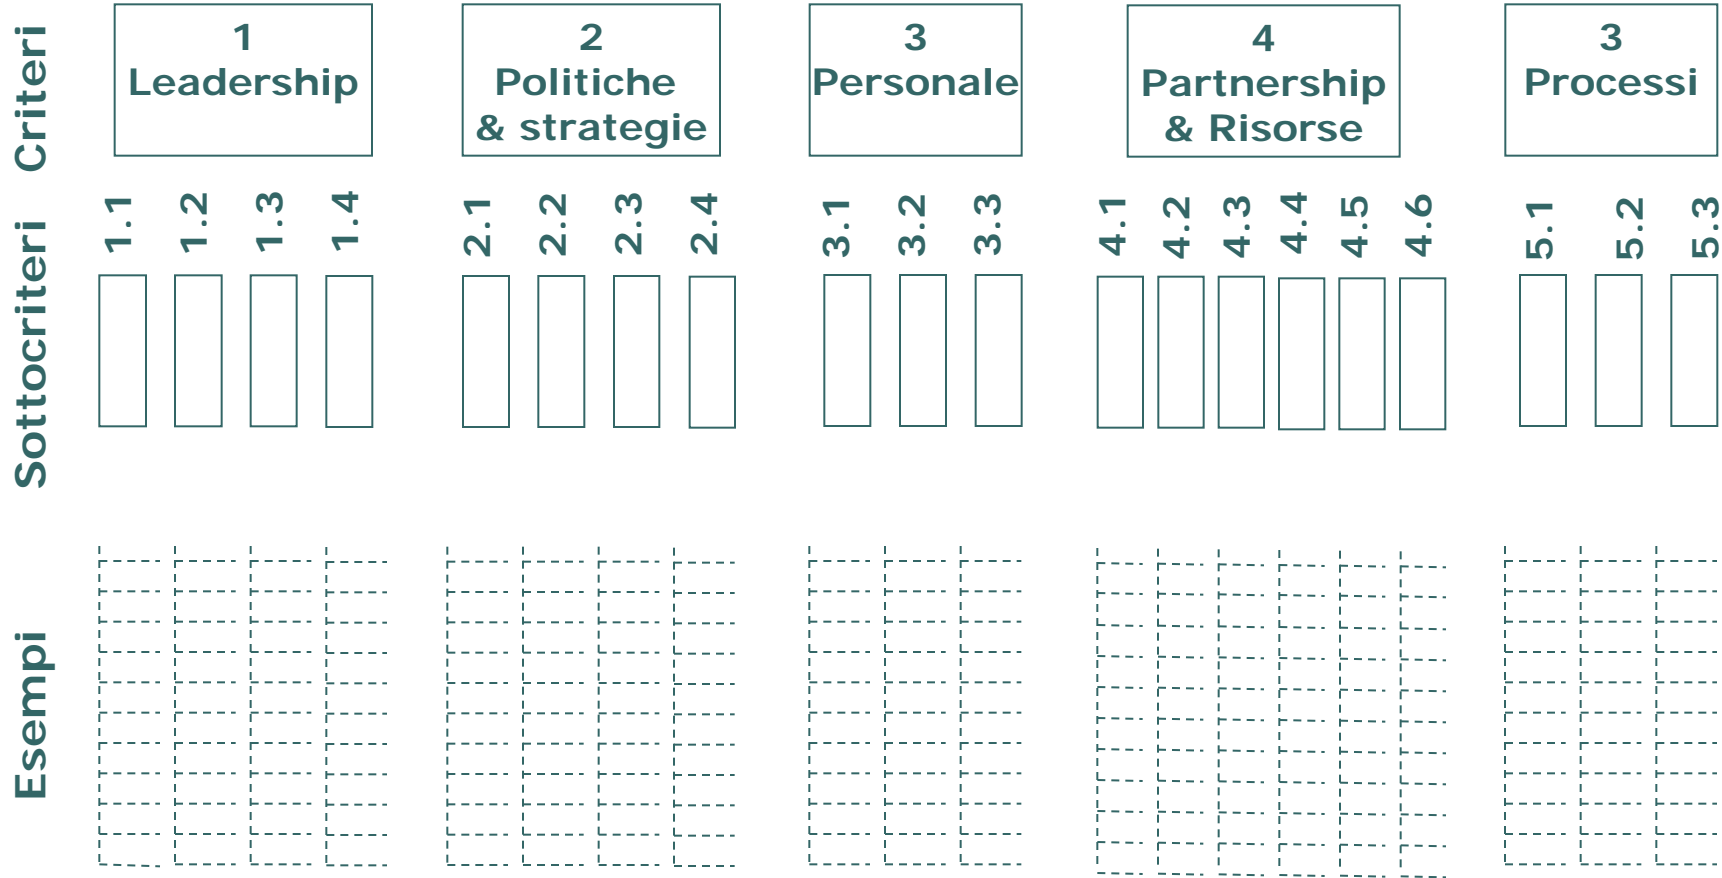 Criteri
1
Leadership
2
Politiche
& strategie
3
Personale
4
Partnership
& Risorse
3
Processi
Sottocriteri
1.1
1.2
1.3
1.4
2.1
2.2
2.3
2.4
3.1
3.2
3.3
4.1
4.2
4.3
4.4
4.5
4.6
5.1
5.2
5.3
Esempi